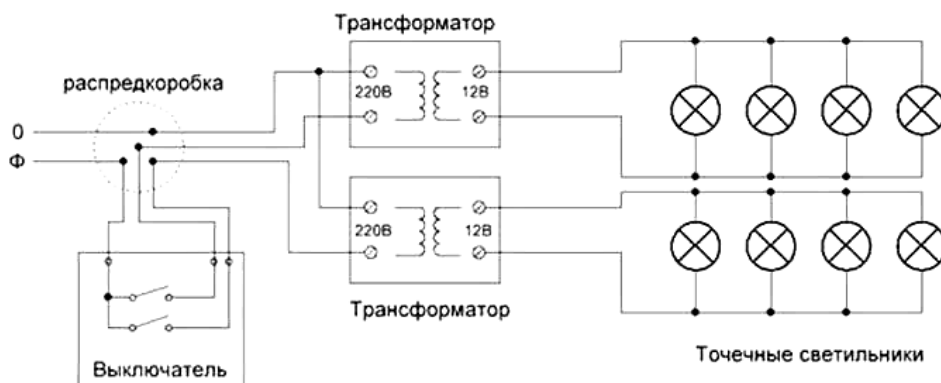 Трансформатор
распредкоробка
220В
12В
0
Ф
220В
12В
Трансформатор
Выключатель
Точечные светильники